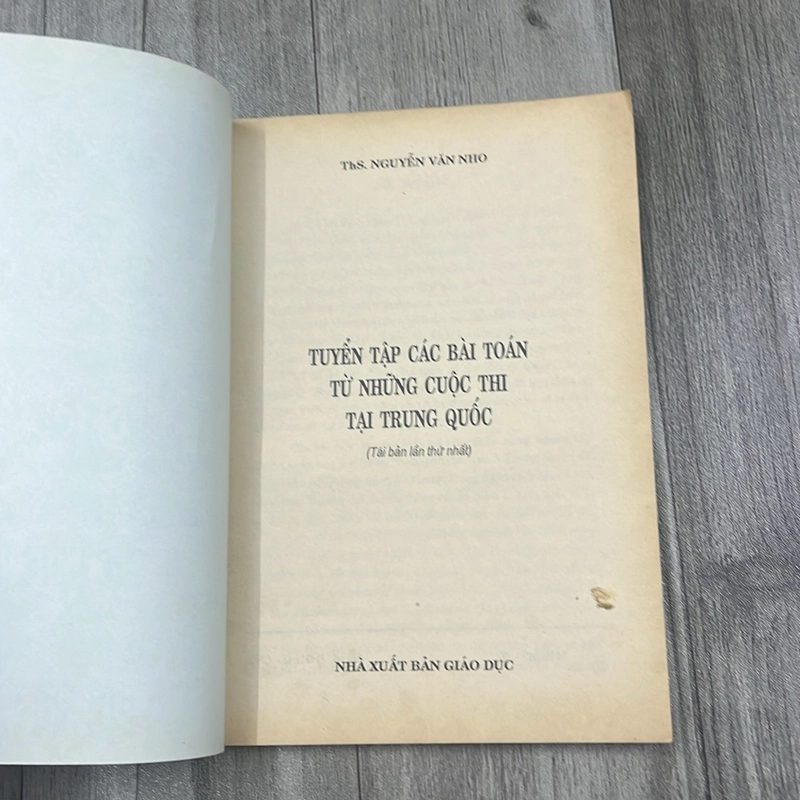 ThS. NGUYỄN VĂN NHO
TUYỂN TẬP CÁC BÀI TOÁN
TỪ NHỮNG CUỘC THI
TẠI TRUNG QUỐC
(Tái bản lần thứ nhất)
NHÀ XUẤT BẢN GIÁO DỤC